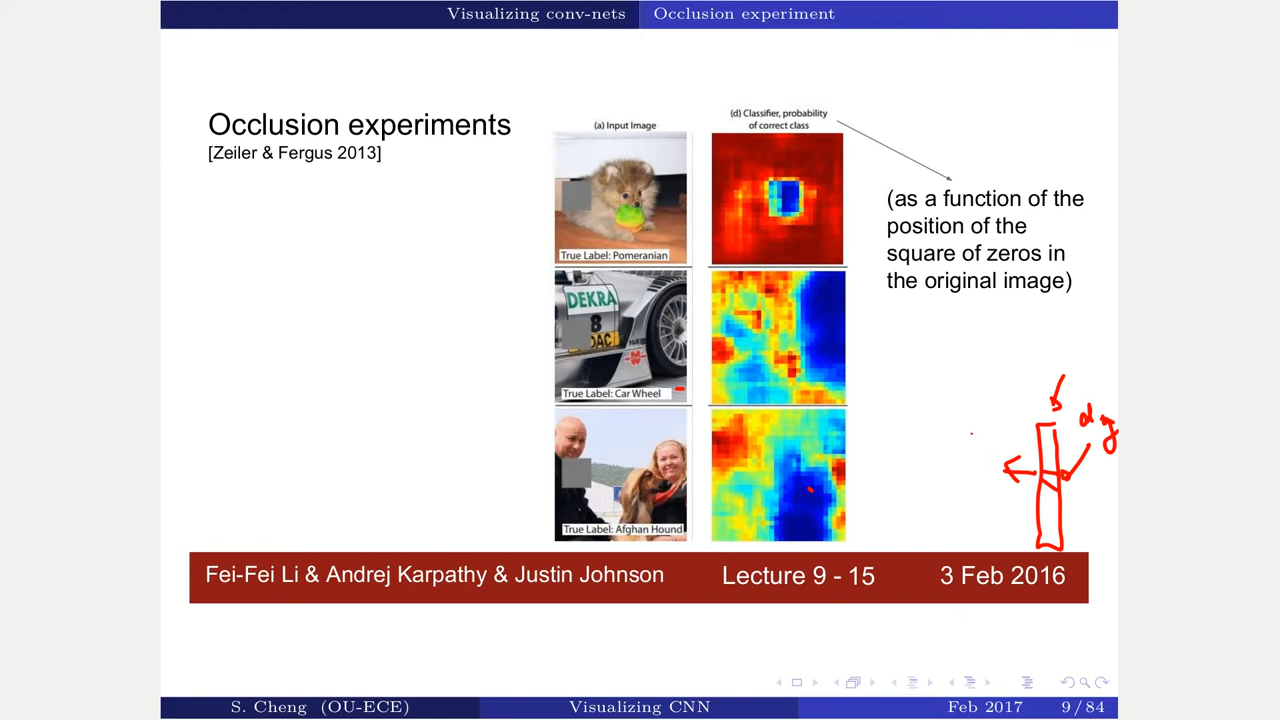 Visualizing conv-nets Occlusion experiment
Occlusion experiments
[Zeiler & Fergus 2013]
(a) Input Image
(d) Classifier, probability
of correct class
(as a function of the
position of the
square of zeros in
the original image)
True Label: Pomeranian
DEKRA
8
DAC
True Label: Car Wheel
True Label: Afghan Hound
dog
Fei-Fei Li & Andrej Karpathy & Justin Johnson Lecture 9 - 15 3 Feb 2016
S. Cheng (OU-ECE) Visualizing CNN Feb 2017 9 / 84